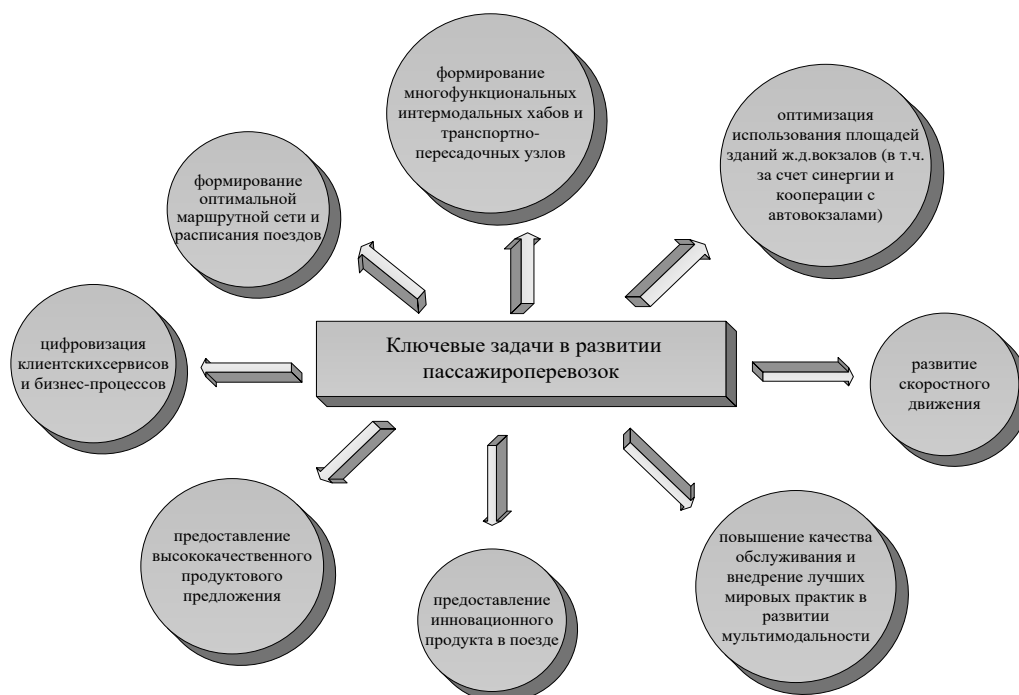 формирование
многофункциональных
интермодальных хабов и
транспортно-
пересадочных узлов
оптимизация
использования площадей
зданий ж.д.вокзалов (в т.ч.
за счет синергии и
кооперации с
автовокзалами)
формирование
оптимальной
маршрутной сети и
расписания поездов
цифровизация
клиентскихсервисов
и бизнес-процессов
Ключевые задачи в развитии
пассажироперевозок
развитие
скоростного
движения
предоставление
высококачественного
продуктового
предложения
предоставление
инновационного
продукта в поезде
повышение качества
обслуживания и
внедрение лучших
мировых практик в
развитии
мультимодальности